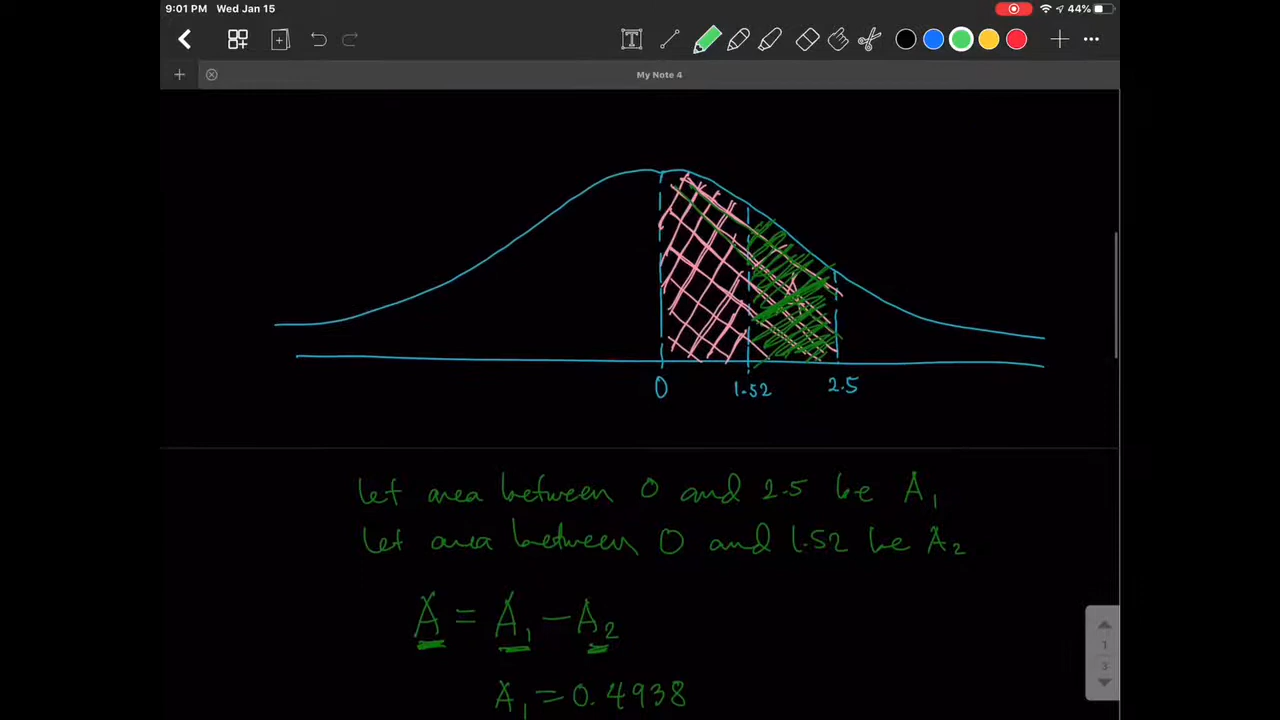 9:01 PM Wed Jan 15
44%
My Note 4
0 1.52 2.5
let area between 0 and 2.5 be A₁
let area between 0 and 1.52 be A₂
A = A₁ − A₂
A₁ = 0.4938
1
3